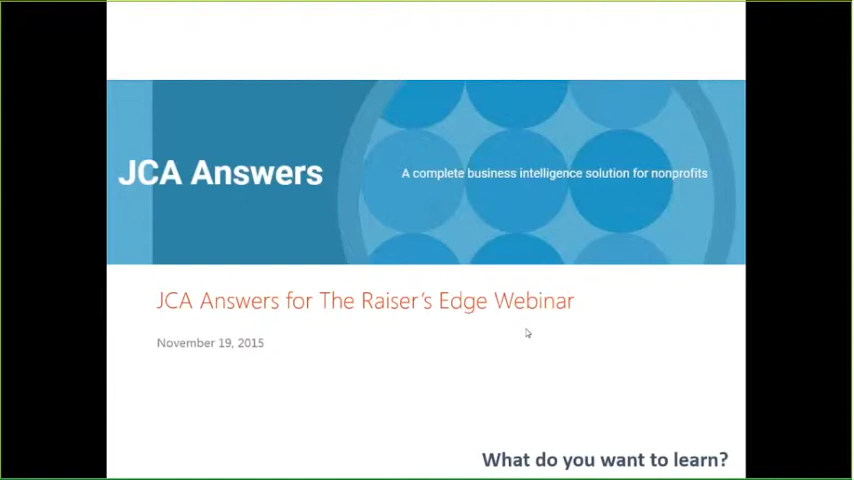 JCA Answers
A complete business intelligence solution for nonprofits
JCA Answers for The Raiser's Edge Webinar
November 19, 2015
What do you want to learn?